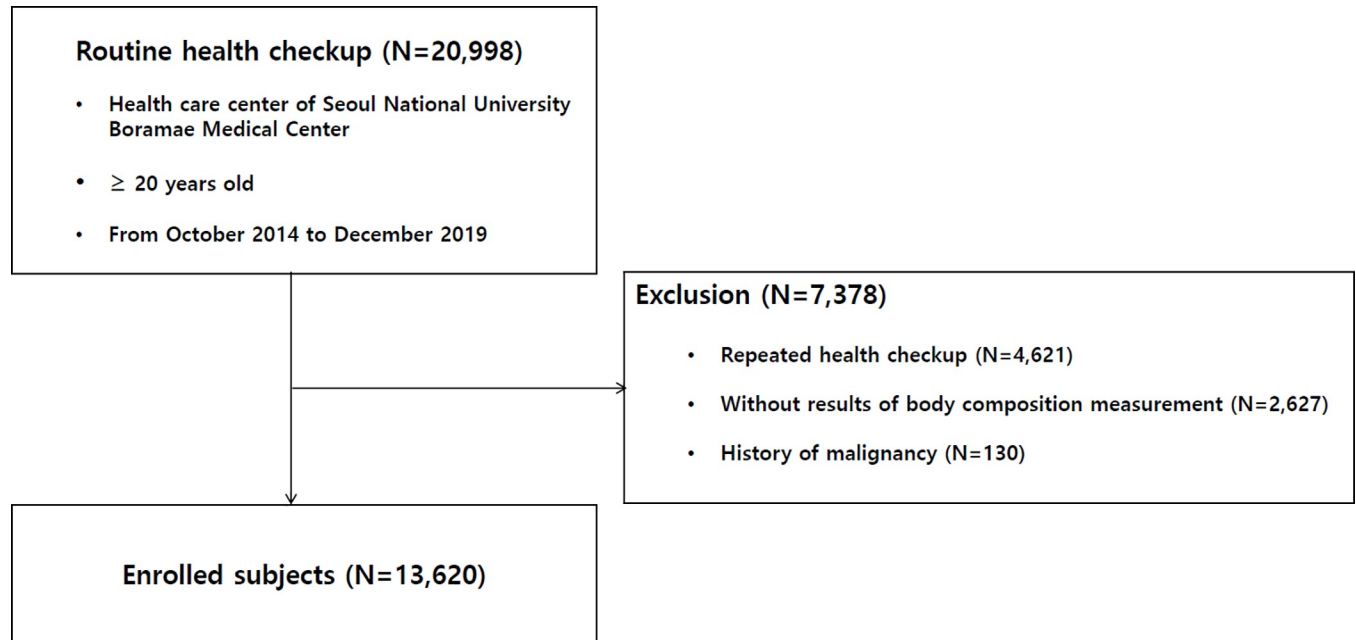 Routine health checkup (N=20,998)
• Health care center of Seoul National University
Boramae Medical Center
• ≥ 20 years old
• From October 2014 to December 2019
Exclusion (N=7,378)
• Repeated health checkup (N=4,621)
• Without results of body composition measurement (N=2,627)
• History of malignancy (N=130)
Enrolled subjects (N=13,620)